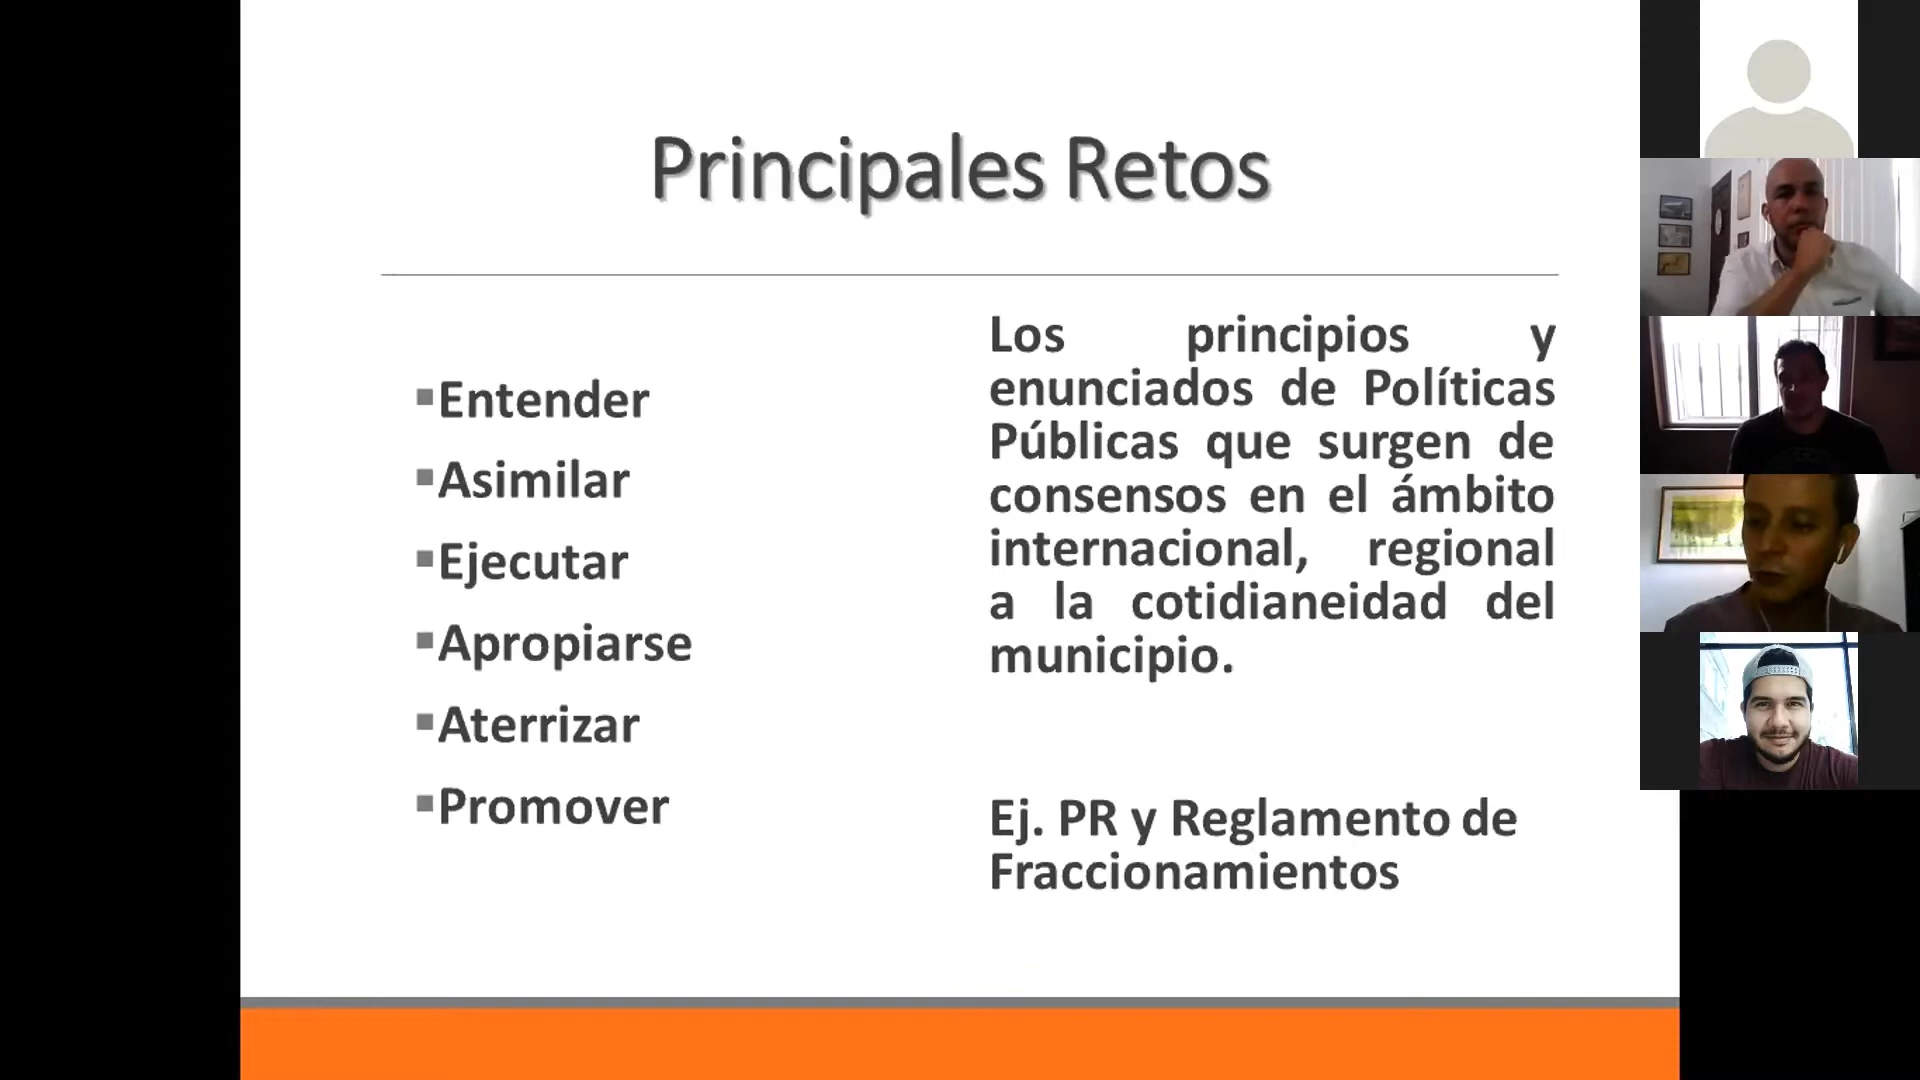 Principales Retos
▪Entender
▪Asimilar
▪Ejecutar
▪Apropiarse
▪Aterrizar
▪Promover
Los principios y
enunciados de Políticas
Públicas que surgen de
consensos en el ámbito
internacional, regional
a la cotidianeidad del
municipio.
Ej. PR y Reglamento de
Fraccionamientos